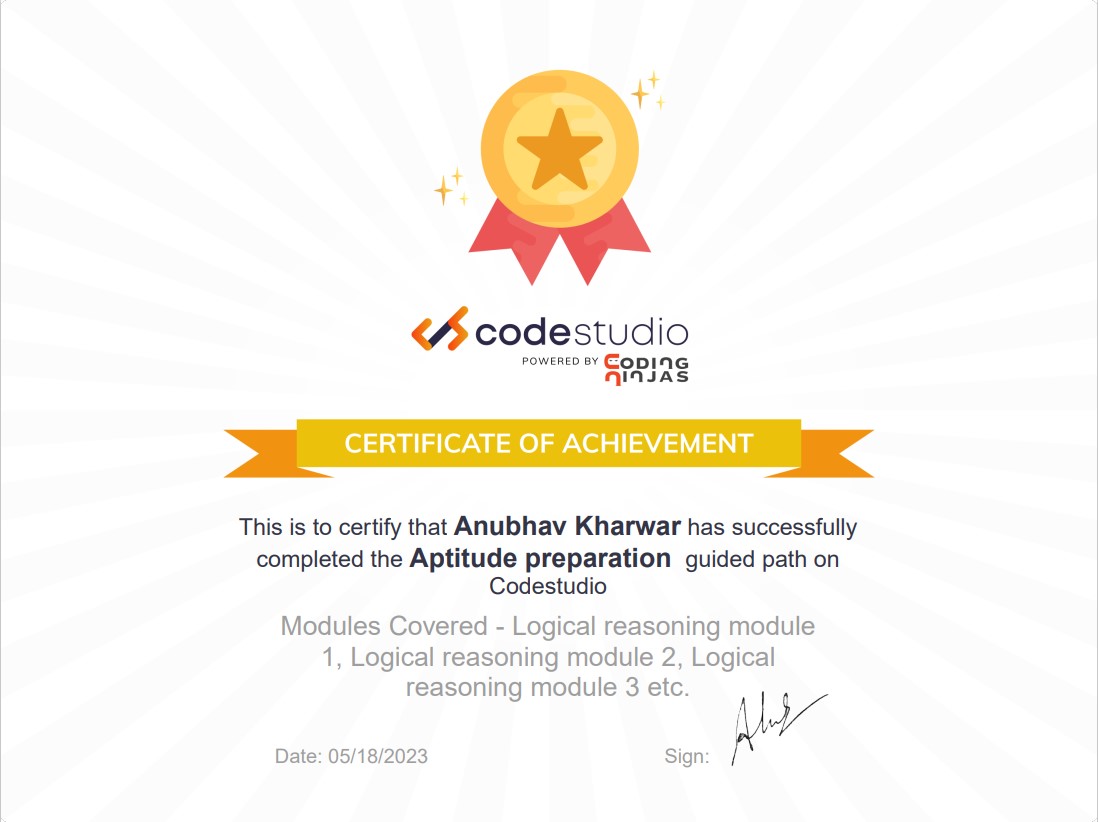 codestudio
POWERED BY CODING NINJAS
CERTIFICATE OF ACHIEVEMENT
This is to certify that Anubhav Kharwar has successfully
completed the Aptitude preparation guided path on
Codestudio
Modules Covered - Logical reasoning module
1, Logical reasoning module 2, Logical
reasoning module 3 etc.
Date: 05/18/2023 Sign: